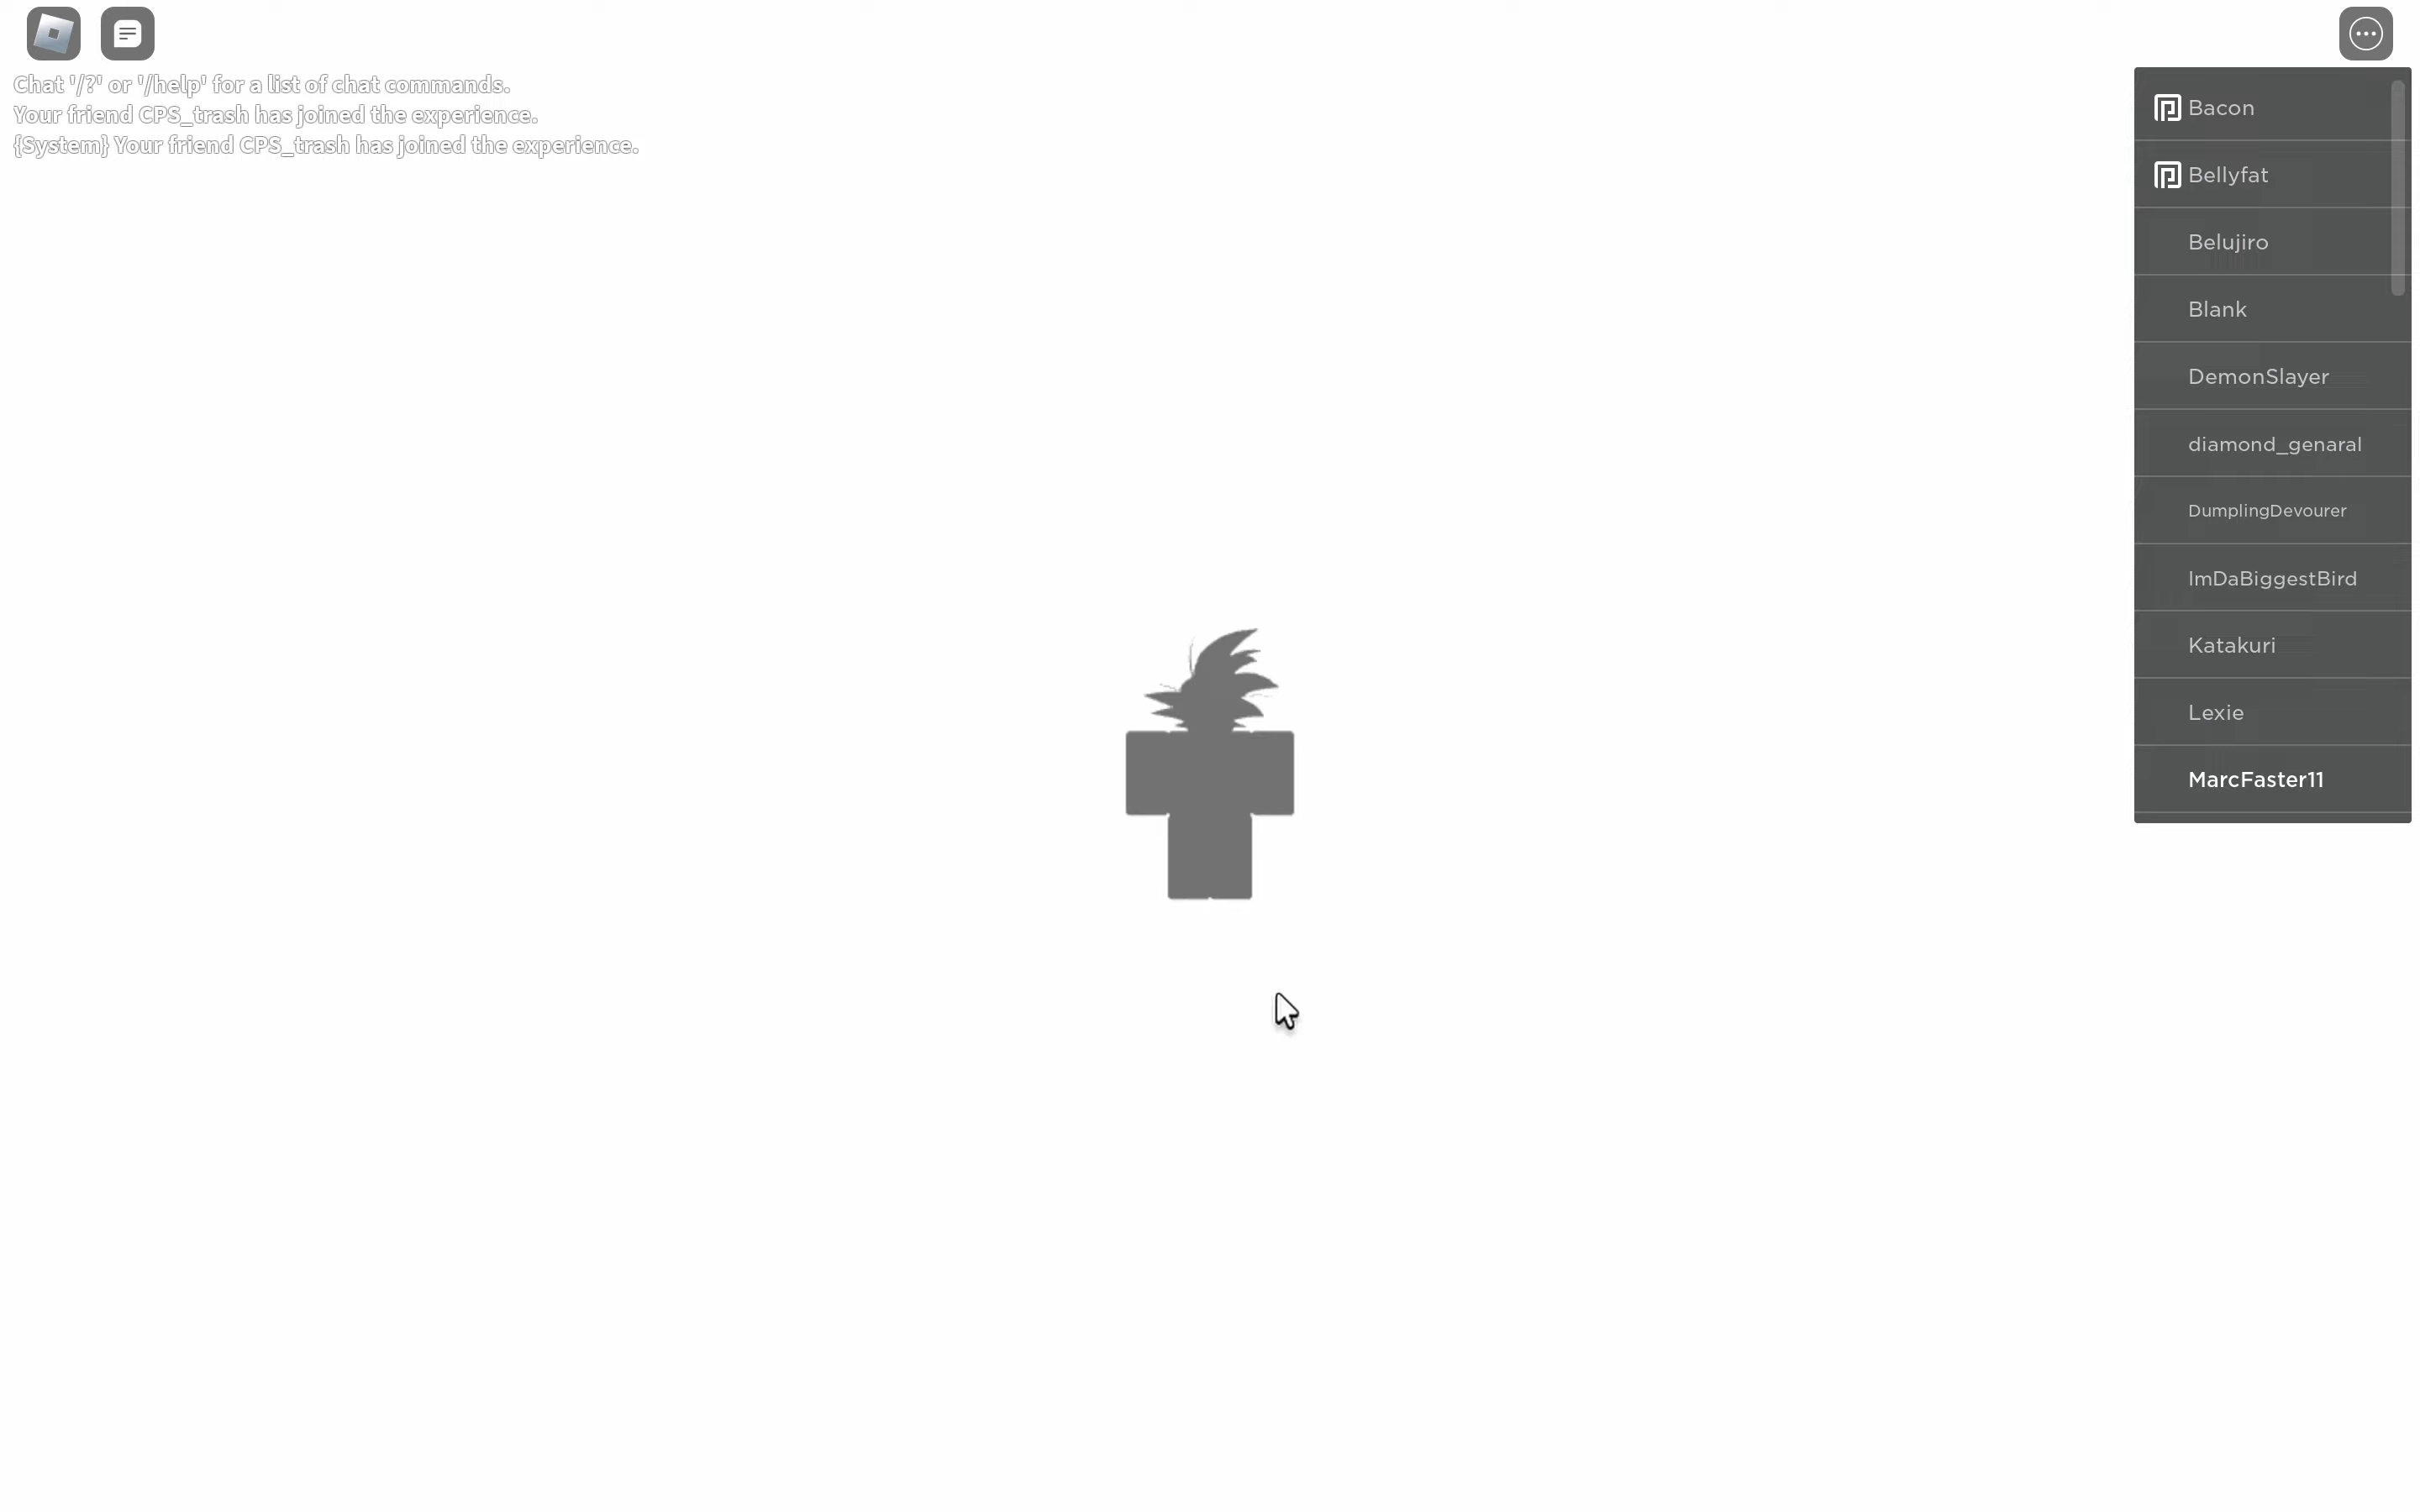 Chat '/?' or '/help' for a list of chat commands.
Your friend CPS_trash has joined the experience.
{System} Your friend CPS_trash has joined the experience.
Bacon
Bellyfat
Belujiro
Blank
DemonSlayer
diamond_genaral
DumplingDevourer
ImDaBiggestBird
Katakuri
Lexie
MarcFaster11